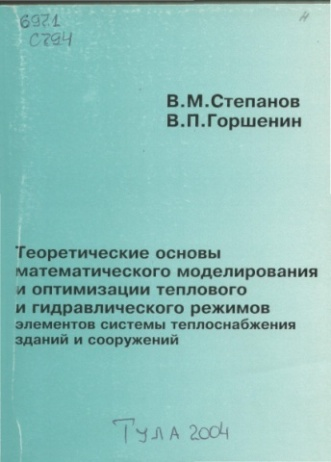 697.1
С794
В.М.Степанов
В.П.Горшенин
Теоретические основы
математического моделирования
и оптимизации теплового
и гидравлического режимов
элементов системы теплоснабжения
зданий и сооружений
Тула 2004